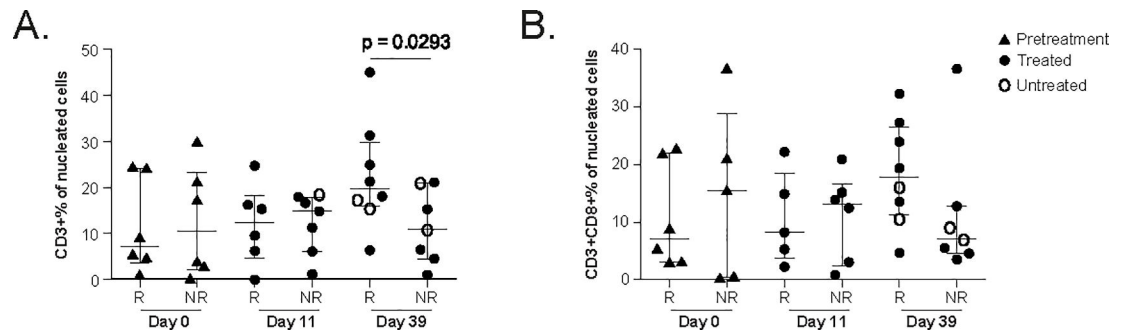 A.
p = 0.0293
CD3+% of nucleated cells
50
40
30
20
10
0
R NR R NR R NR
Day 0 Day 11 Day 39
B.
CD3+CD8+% of nucleated cells
40
30
20
10
0
R NR R NR R NR
Day 0 Day 11 Day 39
Pretreatment
Treated
Untreated